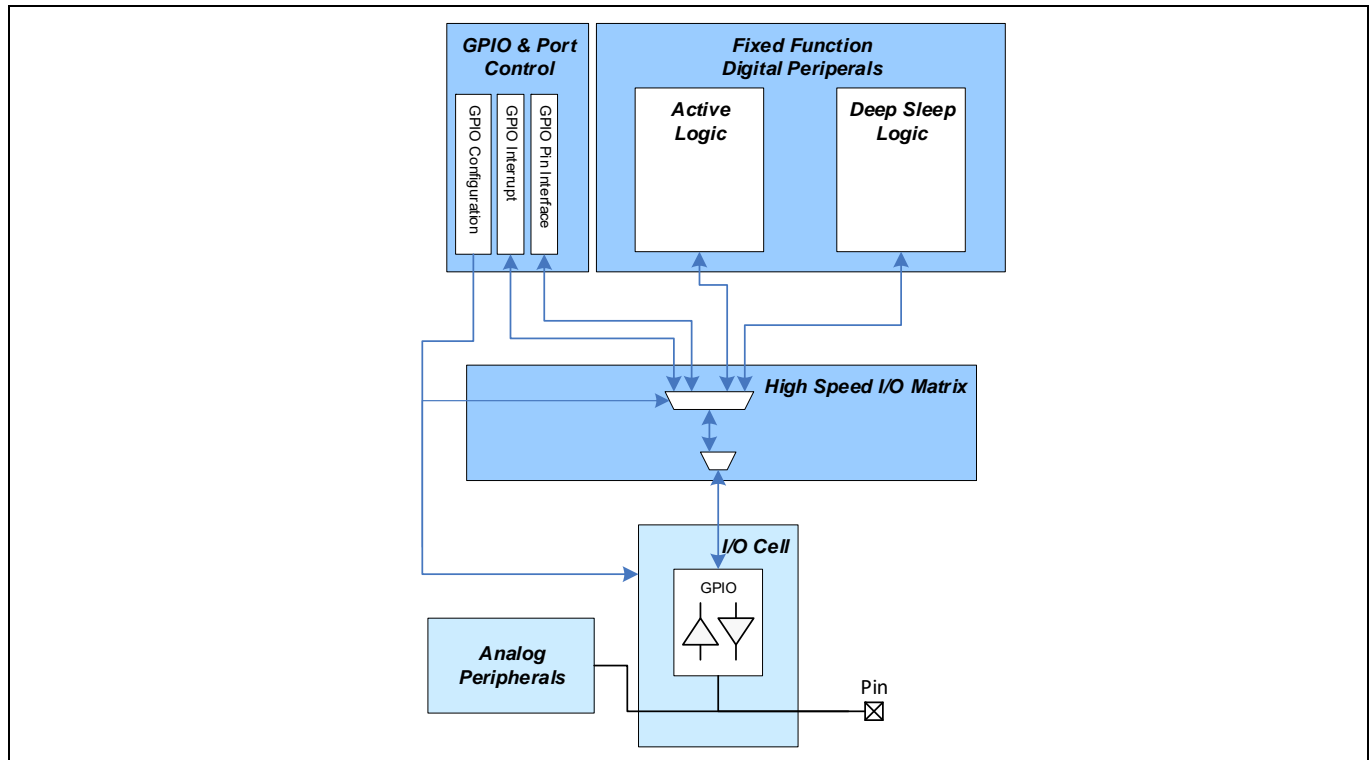 GPIO & Port
Control
GPIO Configuration
GPIO Interrupt
GPIO Pin Interface
Fixed Function
Digital Periperals
Active
Logic
Deep Sleep
Logic
High Speed I/O Matrix
I/O Cell
GPIO
Analog
Peripherals
Pin